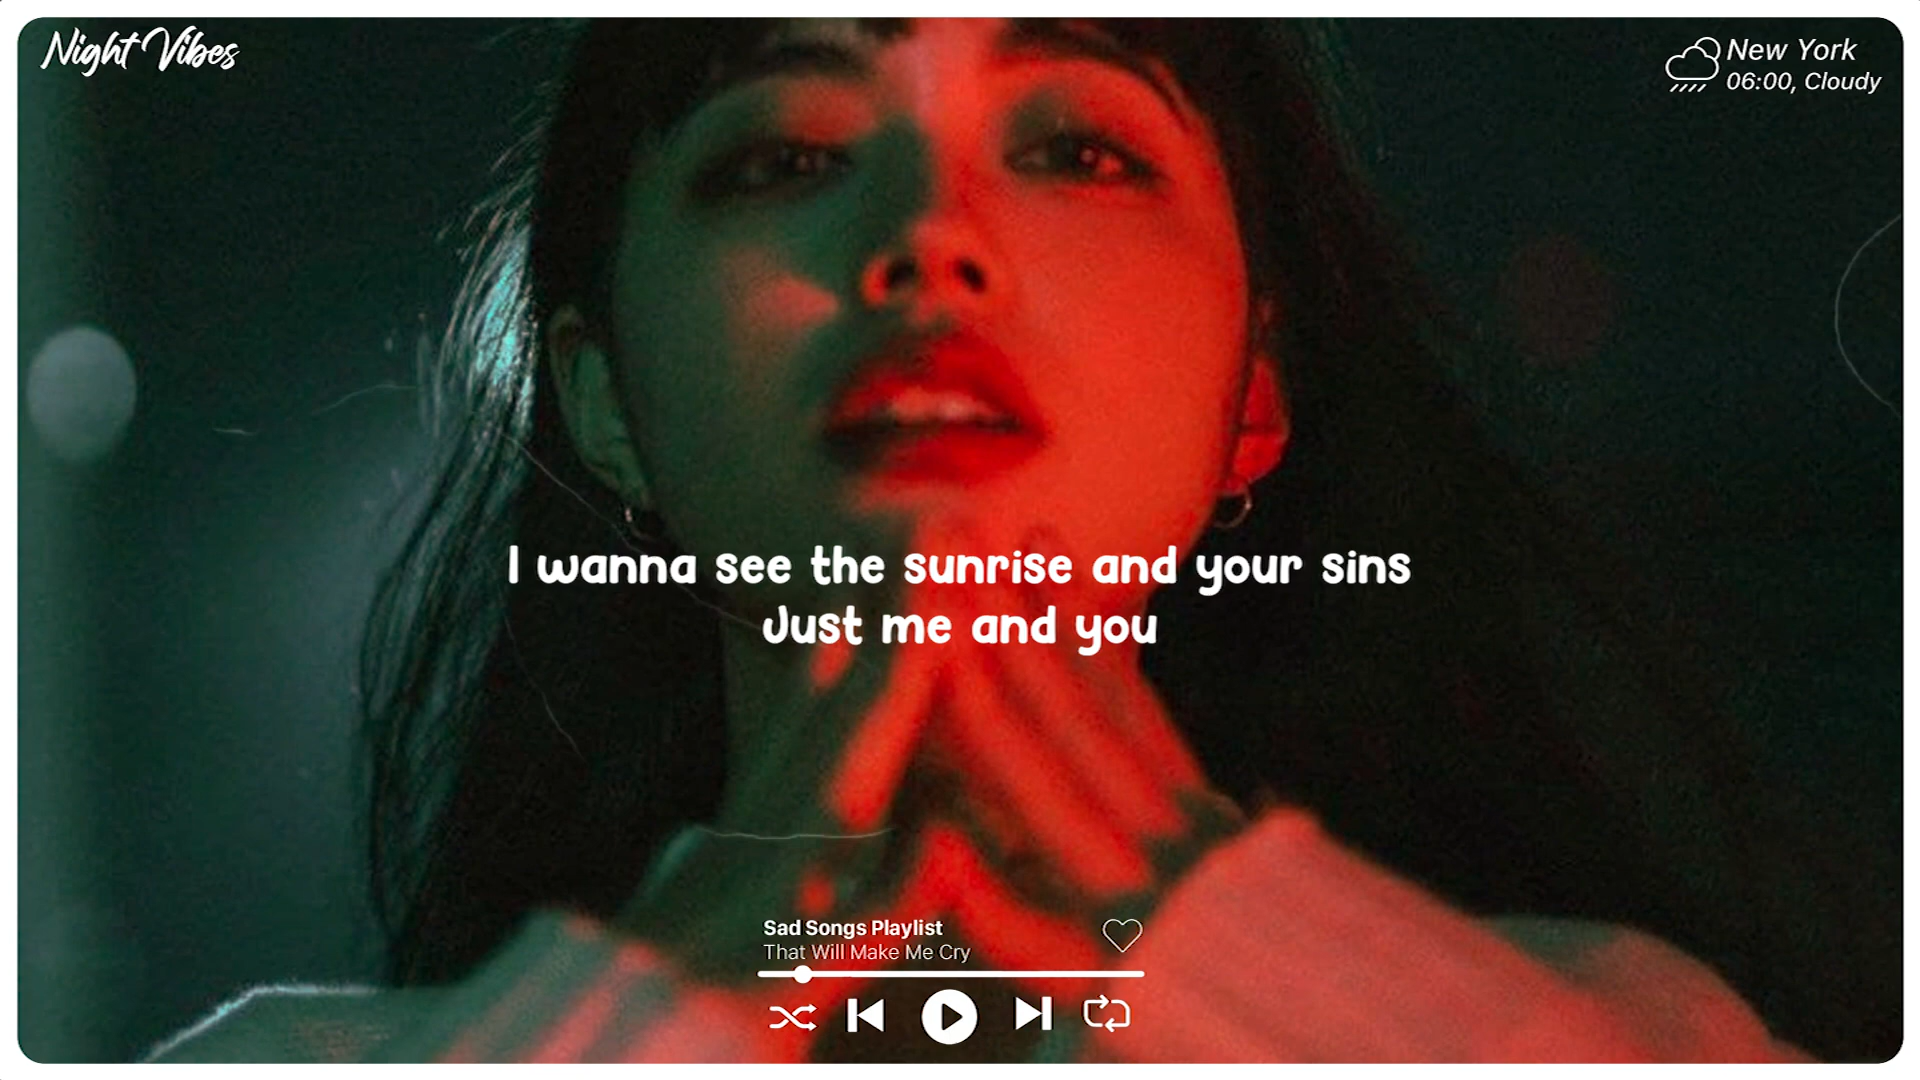 Night Vibes
New York
06:00, Cloudy
I wanna see the sunrise and your sins
Just me and you
Sad Songs Playlist
That Will Make Me Cry